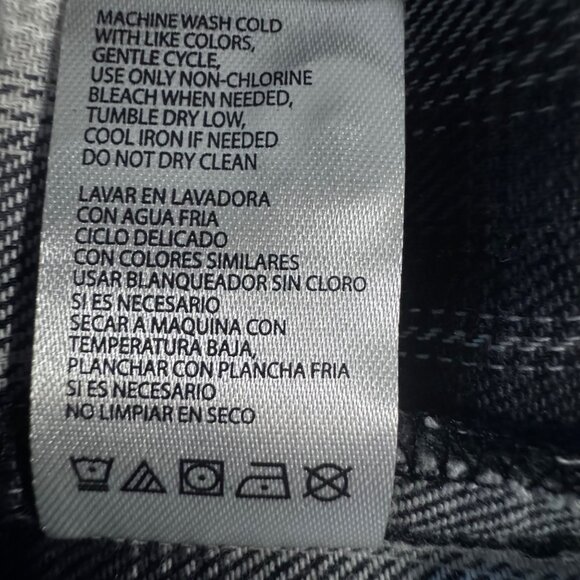 MACHINE WASH COLD
WITH LIKE COLORS,
GENTLE CYCLE,
USE ONLY NON-CHLORINE
BLEACH WHEN NEEDED,
TUMBLE DRY LOW,
COOL IRON IF NEEDED
DO NOT DRY CLEAN
LAVAR EN LAVADORA
CON AGUA FRIA
CICLO DELICADO
CON COLORES SIMILARES
USAR BLANQUEADOR SIN CLORO
SI ES NECESARIO
SECAR A MAQUINA CON
TEMPERATURA BAJA,
PLANCHAR CON PLANCHA FRIA
SI ES NECESARIO
NO LIMPIAR EN SECO